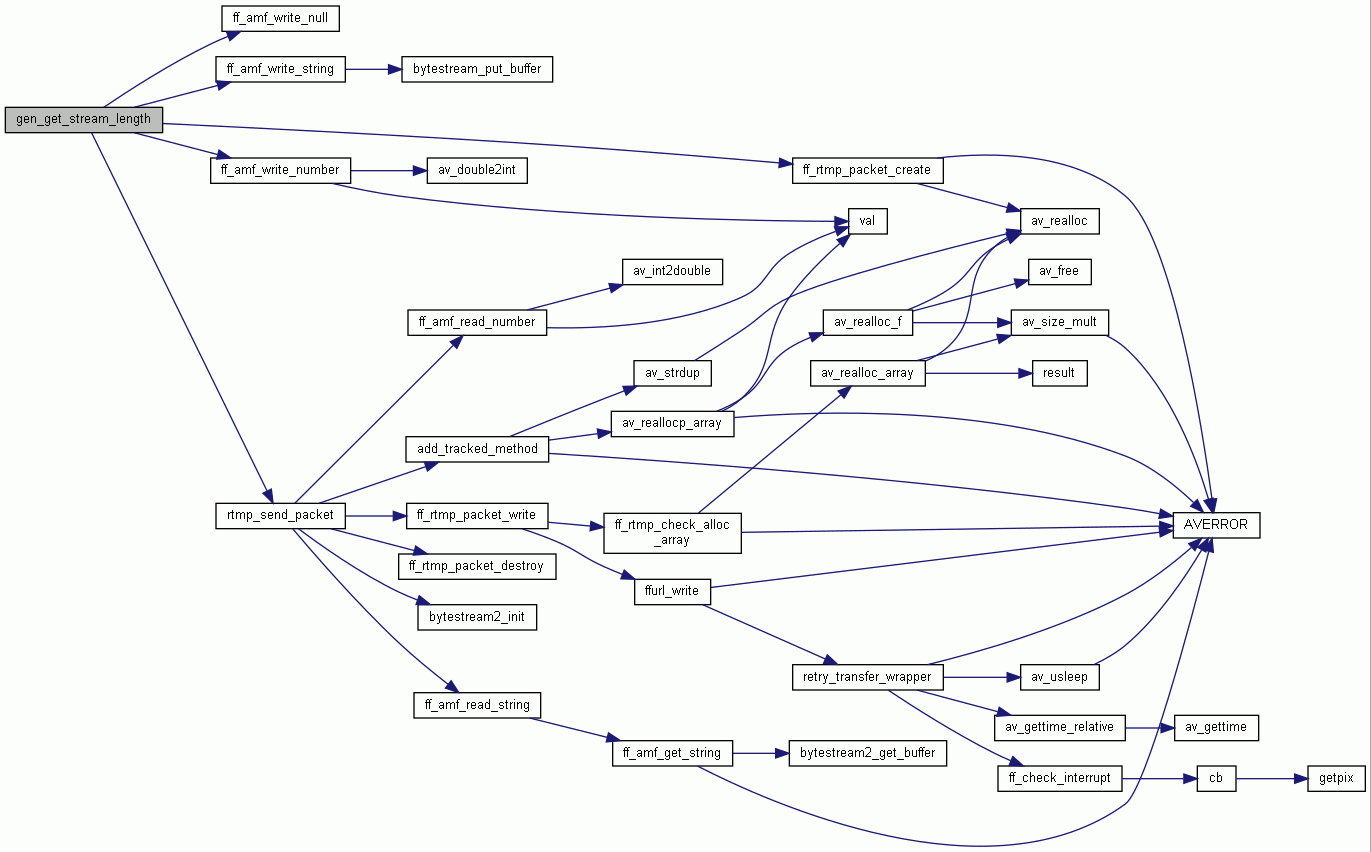 ff_amf_write_null
ff_amf_write_string
bytestream_put_buffer
gen_get_stream_length
ff_amf_write_number
av_double2int
ff_rtmp_packet_create
val
av_realloc
av_int2double
av_free
ff_amf_read_number
av_realloc_f
av_size_mult
av_strdup
av_realloc_array
result
av_reallocp_array
add_tracked_method
rtmp_send_packet
ff_rtmp_packet_write
ff_rtmp_check_alloc
_array
AVERROR
ff_rtmp_packet_destroy
ffurl_write
bytestream2_init
retry_transfer_wrapper
av_usleep
ff_amf_read_string
av_gettime_relative
av_gettime
ff_amf_get_string
bytestream2_get_buffer
ff_check_interrupt
cb
getpix